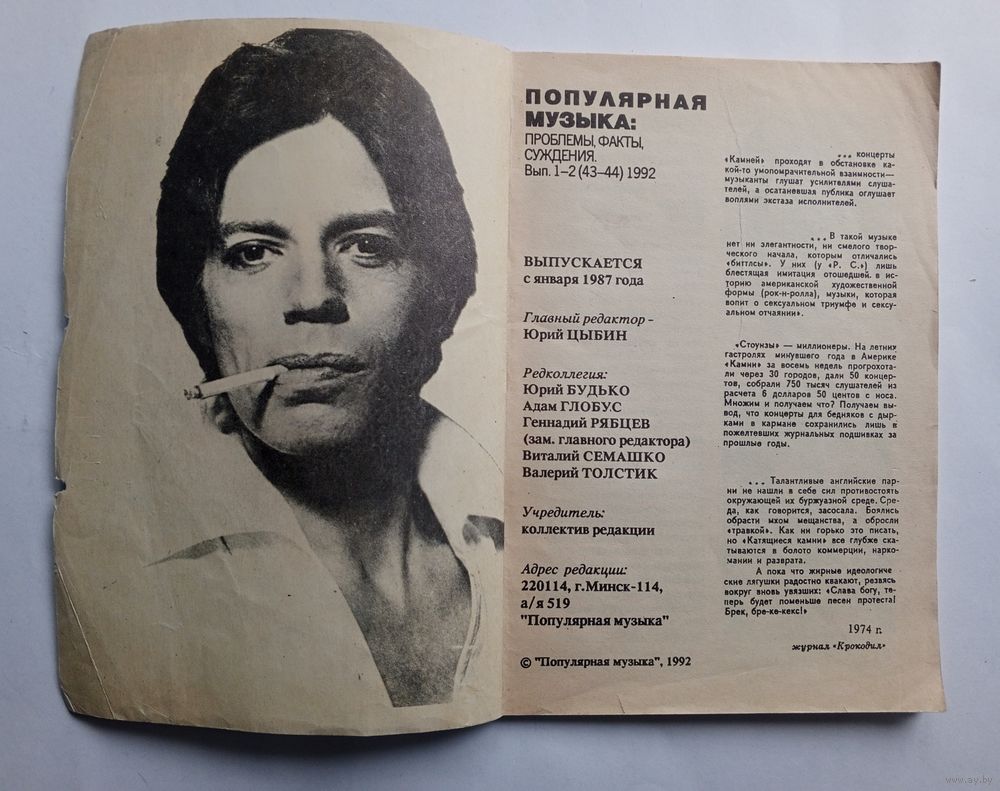 ПОПУЛЯРНАЯ
МУЗЫКА:
ПРОБЛЕМЫ, ФАКТЫ,
СУЖДЕНИЯ.
Вып. 1–2 (43–44) 1992
ВЫПУСКАЕТСЯ
с января 1987 года
Главный редактор -
Юрий ЦЫБИН
Редколлегия:
Юрий БУДЬКО
Адам ГЛОБУС
Геннадий РЯБЦЕВ
(зам. главного редактора)
Виталий СЕМАШКО
Валерий ТОЛСТИК
Учредитель:
коллектив редакции
Адрес редакции:
220114, г.Минск-114,
а/я 519
"Популярная музыка"
© "Популярная музыка", 1992
... концерты
«Камней» проходят в обстановке ка-
кой-то умопомрачительной взаимности—
музыканты глушат усилителями слуша-
телей, а осатаневшая публика оглушает
воплями экстаза исполнителей.
... В такой музыке
нет ни элегантности, ни смелого твор-
ческого начала, которым отличались
«биттлсы». У них (у «Р. С.») лишь
блестящая имитация отошедшей. в ис-
торию американской художественной
формы (рок-н-ролла), музыки, которая
вопит о сексуальном триумфе и сексу-
альном отчаянии».
«Стоунзы» — миллионеры. На летних
гастролях минувшего года в Америке
«Камни» за восемь недель прогрохота-
ли через 30 городов, дали 50 концер-
тов, собрали 750 тысяч слушателей из
расчета 6 долларов 50 центов с носа.
Множим и получаем что? Получаем вы-
вод, что концерты для бедняков с дыр-
ками в кармане сохранились лишь в
пожелтевших журнальных подшивках за
прошлые годы.
... Талантливые английские пар-
ни не нашли в себе сил противостоять
окружающей их буржуазной среде. Сре-
да, как говорится, засосала. Боялись
обрасти мхом мещанства, а обросли
«травкой». Как ни горько это писать,
но «Катящиеся камни» все глубже ска-
тываются в болото коммерции, нарко-
мании и разврата.
А пока что жирные идеологиче
ские лягушки радостно квакают, резвясь
вокруг вновь увязших: «Слава богу, те-
перь будет поменьше песен протеста!
Брек, бре-ке-кекс!»
1974 г.
журнал «Крокодил»
www.ay.by